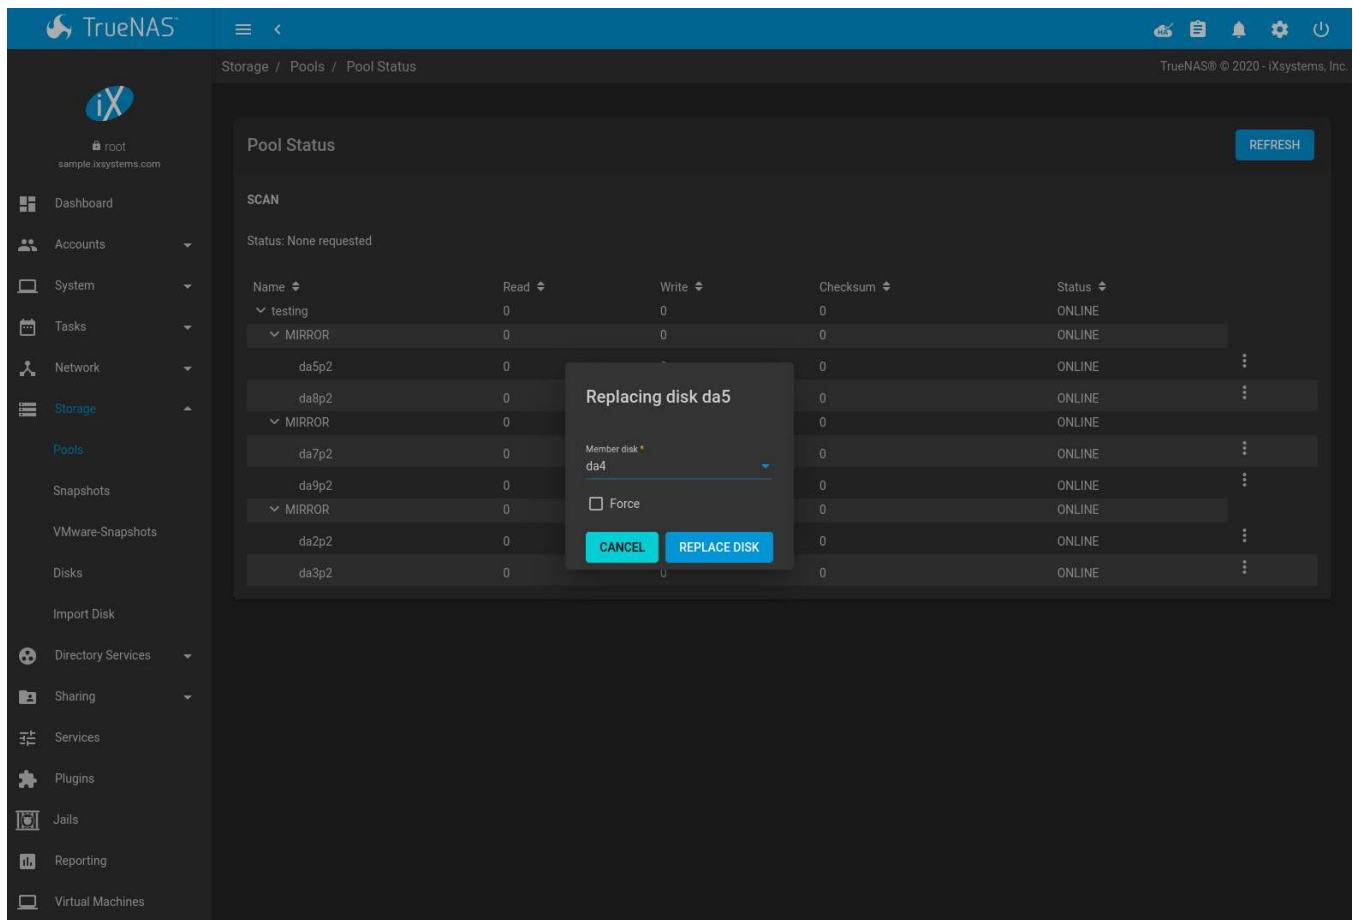 TrueNAS
HA
Storage / Pools / Pool Status
TrueNAS® © 2020 - iXsystems, Inc.
iX
root
sample.ixsystems.com
Dashboard
Accounts
System
Tasks
Network
Storage
Pools
Snapshots
VMware-Snapshots
Disks
Import Disk
Directory Services
Sharing
Services
Plugins
Jails
Reporting
Virtual Machines
Pool Status
REFRESH
SCAN
Status: None requested
Name Read Write Checksum Status
testing 0 0 0 ONLINE
MIRROR 0 0 0 ONLINE
da5p2 0 0 ONLINE
da8p2 0 0 ONLINE
MIRROR 0 0 ONLINE
da7p2 0 0 ONLINE
da9p2 0 0 ONLINE
MIRROR 0 0 ONLINE
da2p2 0 0 ONLINE
da3p2 0 0 0 ONLINE
Replacing disk da5
Member disk *
da4
Force
CANCEL
REPLACE DISK